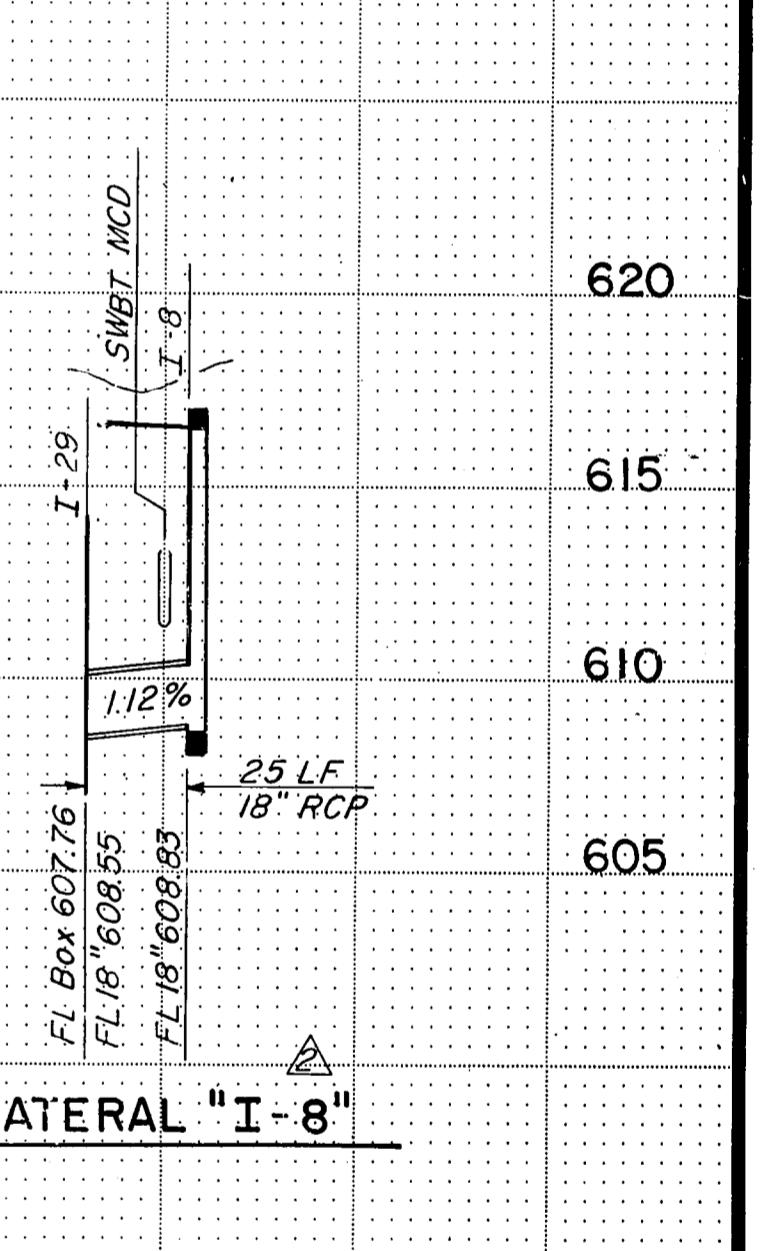 SWBT MCD
I-8
I-29
620
615
610
605
1.12%
25 LF
18" RCP
FL Box 607.76
FL 18" 608.55
FL 18" 608.83
2
ATERAL "I-8"